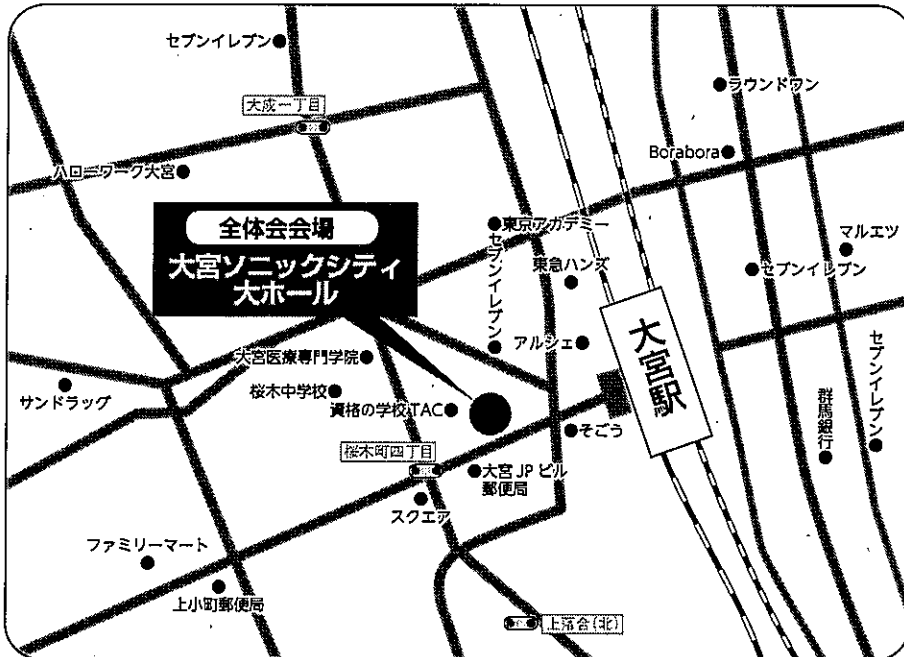 セブンイレブン
大成一丁目
ラウンドワン
Borabora
ハローワーク大宮
全体会会場
大宮ソニックシティ
大ホール
東京アカデミー
セブンイレブン
東急ハンズ
マルエツ
セブンイレブン
アルシェ
大宮駅
セブンイレブン
大宮医療専門学院
サンドラッグ
桜木中学校
資格の学校TAC
群馬銀行
そごう
桜木町四丁目
大宮JPビル
郵便局
スクエア
ファミリーマート
上小町郵便局
上落合(北)